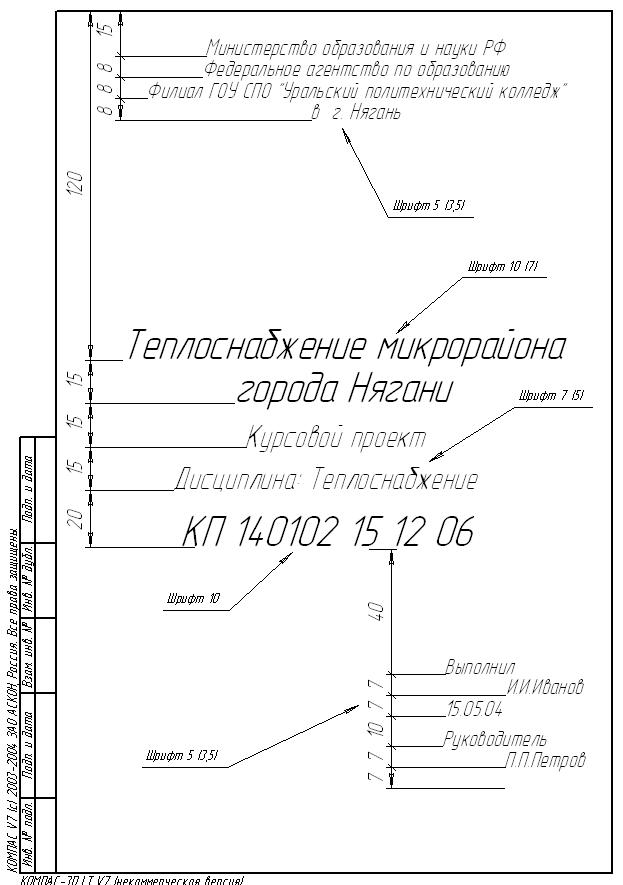 15
Министерство образования и науки РФ
8
Федеральное агентство по образованию
8
Филиал ГОУ СПО "Уральский политехнический колледж"
8
в г. Нягань
120
Шрифт 5 (3,5)
Шрифт 10 (7)
Теплоснабжение микрорайона
15
города Нягани
Шрифт 7 (5)
15
Курсовой проект
15
Дисциплина: Теплоснабжение
20
КП 140102 15 12 06
Шрифт 10
40
Выполнил
7
И.И.Иванов
7
15.05.04
10
Руководитель
7
П.П.Петров
7
Шрифт 5 (3,5)
Подп. и дата
Инв. № дубл.
Взам. инв. №
Подп. и дата
Инв. № подл.
КОМПАС V7 (c) 2003-2004 ЗАО АСКОН, Россия. Все права защищены.
КОМПАС-3D LT V7 (некоммерческая версия)